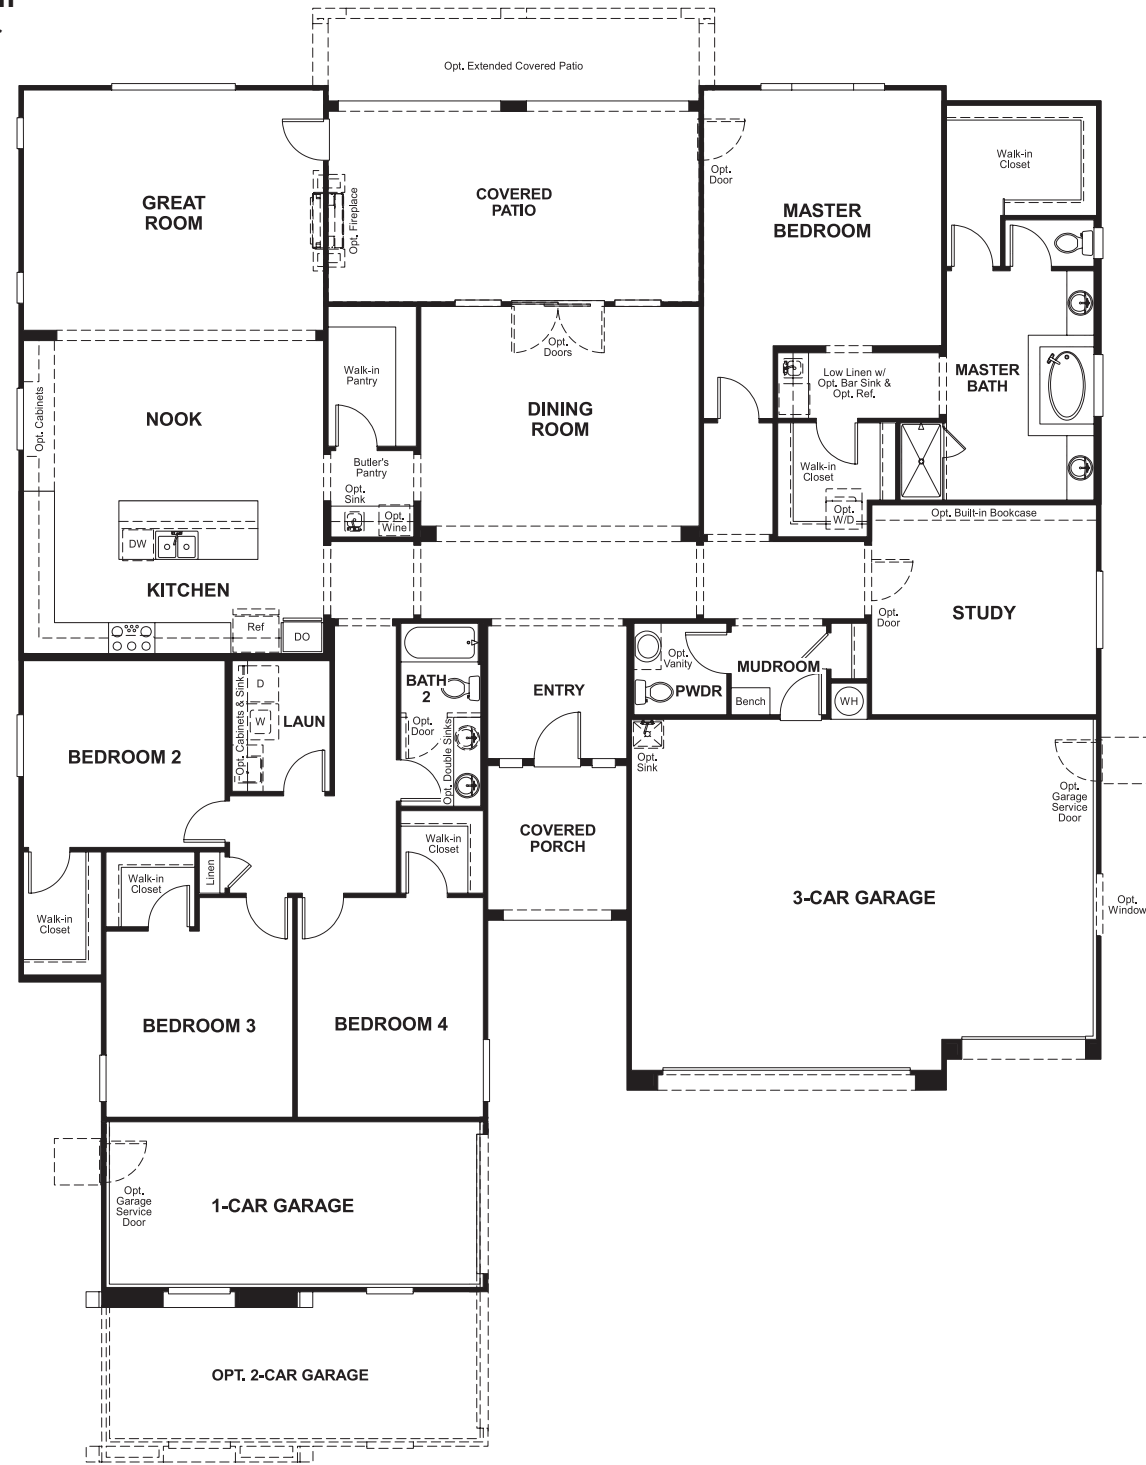 Opt. Extended Covered Patio
GREAT
ROOM
Opt. Fireplace
COVERED
PATIO
Opt.
Door
MASTER
BEDROOM
Walk-in
Closet
Opt.
Doors
Walk-in
Pantry
Opt. Cabinets
NOOK
DINING
ROOM
Low Linen w/
Opt. Bar Sink &
Opt. Ref.
MASTER
BATH
Butler's
Pantry
Opt.
Sink
Opt.
Wine
Walk-in
Closet
Opt.
W/D
Opt. Built-in Bookcase
DW
KITCHEN
Ref
DO
Opt.
Door
STUDY
Opt.
Vanity
PWDR
MUDROOM
Bench
WH
BATH
2
Opt.
Door
Opt. Double Sinks
ENTRY
Opt. Cabinets & Sink
D
W
LAUN
BEDROOM 2
Opt.
Sink
Opt.
Garage
Service
Door
COVERED
PORCH
Walk-in
Closet
Linen
Walk-in
Closet
Walk-in
Closet
3-CAR GARAGE
Opt.
Window
BEDROOM 3
BEDROOM 4
Opt.
Garage
Service
Door
1-CAR GARAGE
OPT. 2-CAR GARAGE